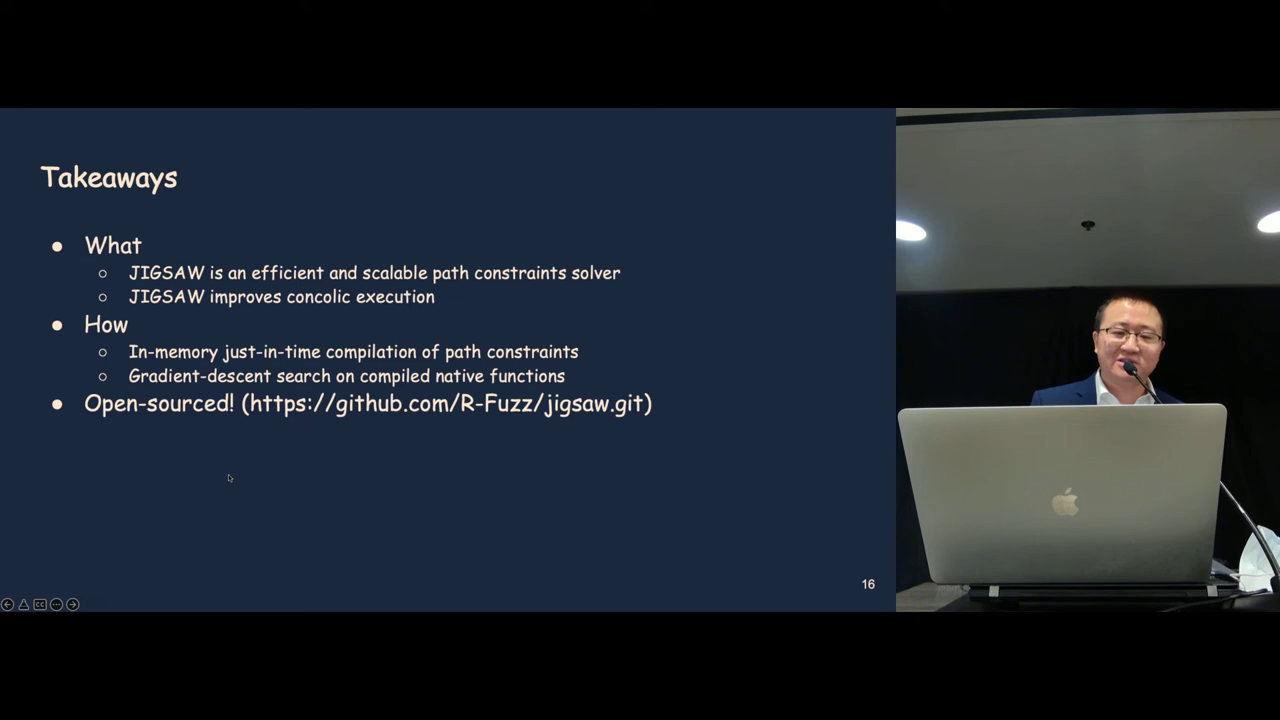 Takeaways
● What
○ JIGSAW is an efficient and scalable path constraints solver
○ JIGSAW improves concolic execution
● How
○ In-memory just-in-time compilation of path constraints
○ Gradient-descent search on compiled native functions
● Open-sourced! (https://github.com/R-Fuzz/jigsaw.git)
16